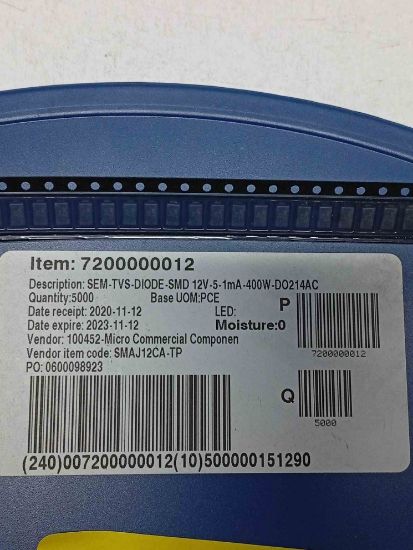 Item: 7200000012
Description: SEM-TVS-DIODE-SMD 12V-5-1mA-400W-DO214AC
Quantity:5000 Base UOM:PCE P
Date receipt: 2020-11-12 LED:
Date expire: 2023-11-12 Moisture:0
Vendor: 100452-Micro Commercial Componen
7200000012
Vendor item code: SMAJ12CA-TP
PO: 0600098923
Q
5000
(240)007200000012(10)500000151290